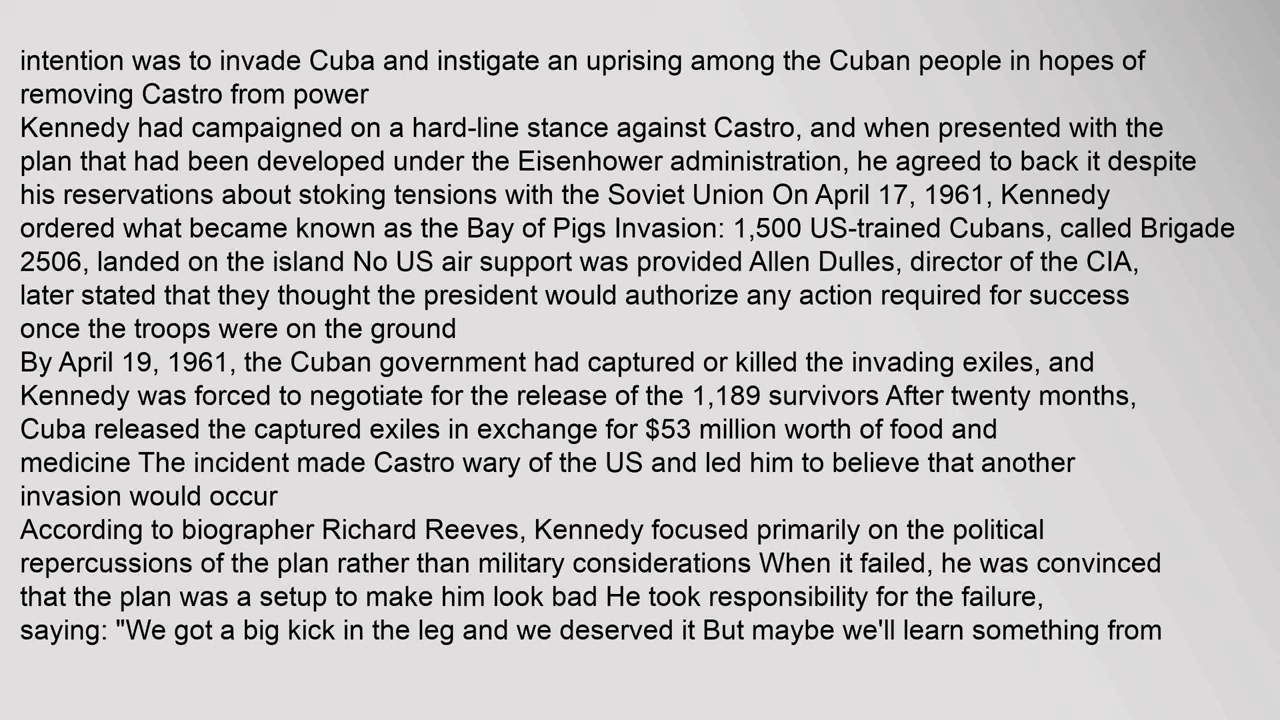 intention was to invade Cuba and instigate an uprising among the Cuban people in hopes of
removing Castro from power
Kennedy had campaigned on a hard-line stance against Castro, and when presented with the
plan that had been developed under the Eisenhower administration, he agreed to back it despite
his reservations about stoking tensions with the Soviet Union On April 17, 1961, Kennedy
ordered what became known as the Bay of Pigs Invasion: 1,500 US-trained Cubans, called Brigade
2506, landed on the island No US air support was provided Allen Dulles, director of the CIA,
later stated that they thought the president would authorize any action required for success
once the troops were on the ground
By April 19, 1961, the Cuban government had captured or killed the invading exiles, and
Kennedy was forced to negotiate for the release of the 1,189 survivors After twenty months,
Cuba released the captured exiles in exchange for $53 million worth of food and
medicine The incident made Castro wary of the US and led him to believe that another
invasion would occur
According to biographer Richard Reeves, Kennedy focused primarily on the political
repercussions of the plan rather than military considerations When it failed, he was convinced
that the plan was a setup to make him look bad He took responsibility for the failure,
saying: "We got a big kick in the leg and we deserved it But maybe we'll learn something from